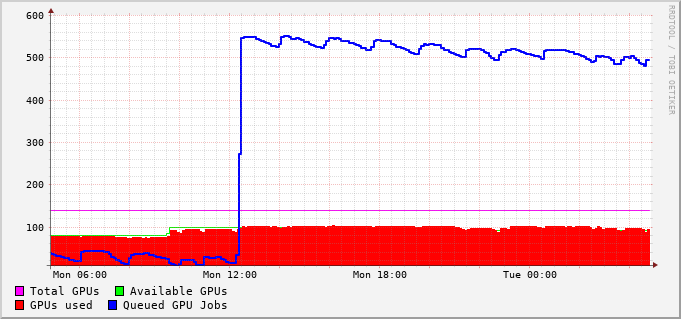 600
500
400
300
200
100
Mon 06:00 Mon 12:00 Mon 18:00 Tue 00:00
Total GPUs Available GPUs
GPUs used Queued GPU Jobs
RRDTOOL / TOBI OETIKER